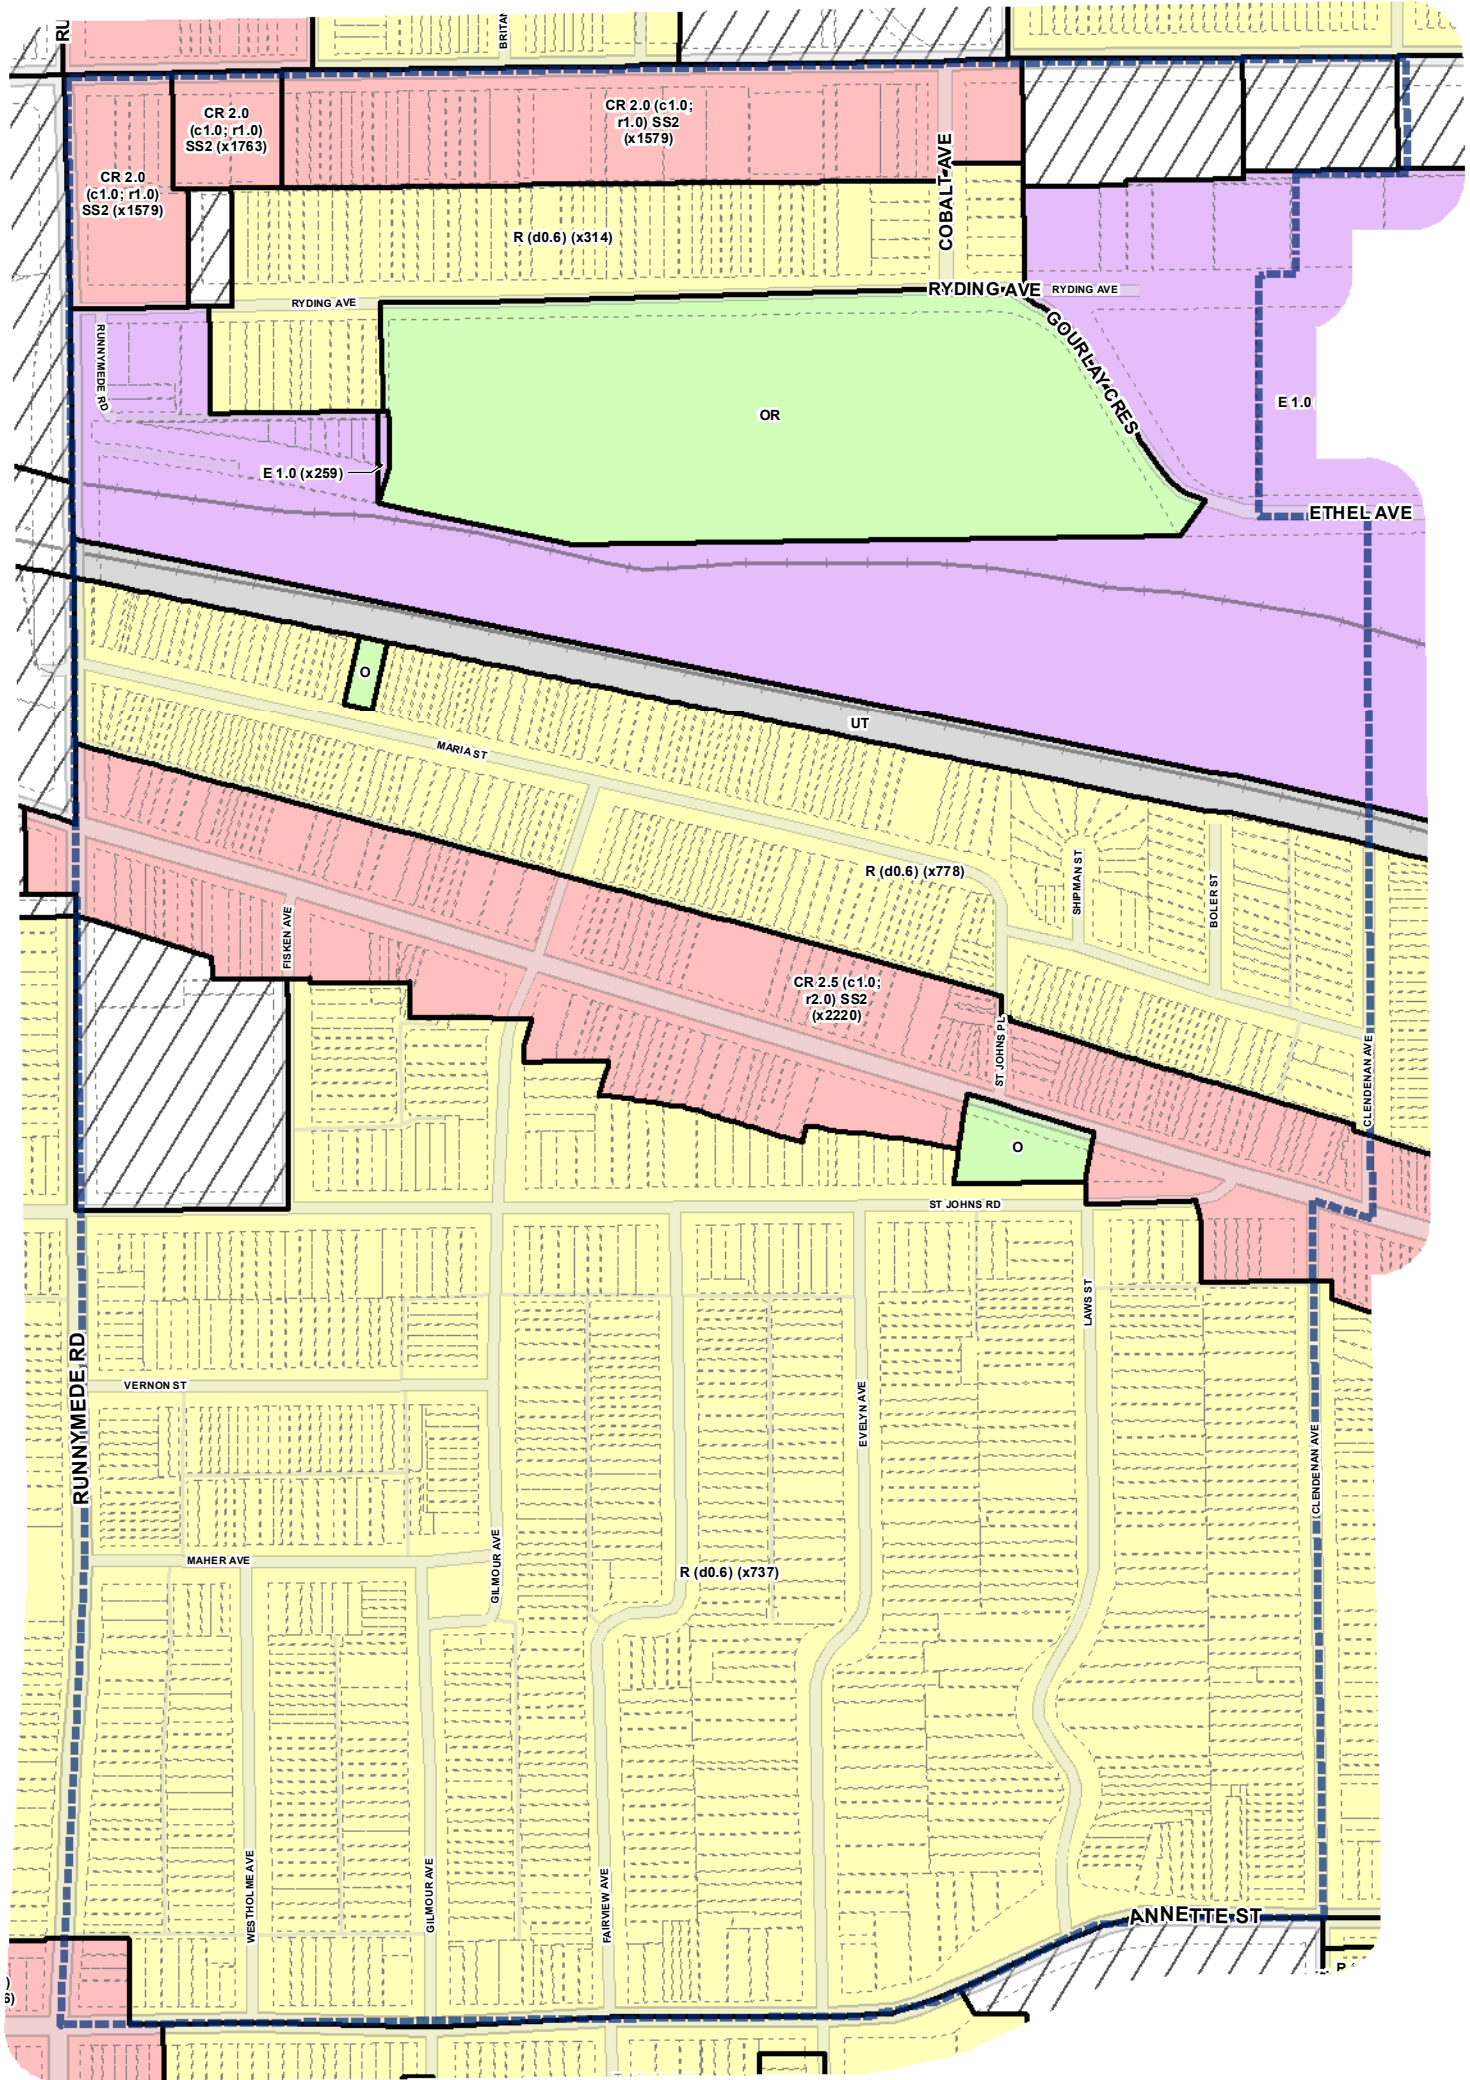 RU
BRITAN
CR 2.0
(c1.0; r1.0)
SS2 (x1763)
CR 2.0 (c1.0;
r1.0) SS2
(x1579)
CR 2.0
(c1.0; r1.0)
SS2 (x1579)
COBALT AVE
R (d0.6) (x314)
RYDING AVE
RYDING AVE
RYDING AVE
RUNNYMEDE RD
GOURLAY CRES
E 1.0
OR
E 1.0 (x259)
ETHEL AVE
O
UT
MARIA ST
R (d0.6) (x778)
SHIPMAN ST
BOLER ST
FISKEN AVE
CR 2.5 (c1.0;
r2.0) SS2
(x2220)
ST JOHNS PL
CLENDENAN AVE
O
ST JOHNS RD
LAWS ST
RUNNYMEDE RD
VERNON ST
EVELYN AVE
CLENDENAN AVE
MAHER AVE
GILMOUR AVE
R (d0.6) (x737)
WESTHOLME AVE
GILMOUR AVE
FAIRVIEW AVE
ANNETTE ST
)
6)